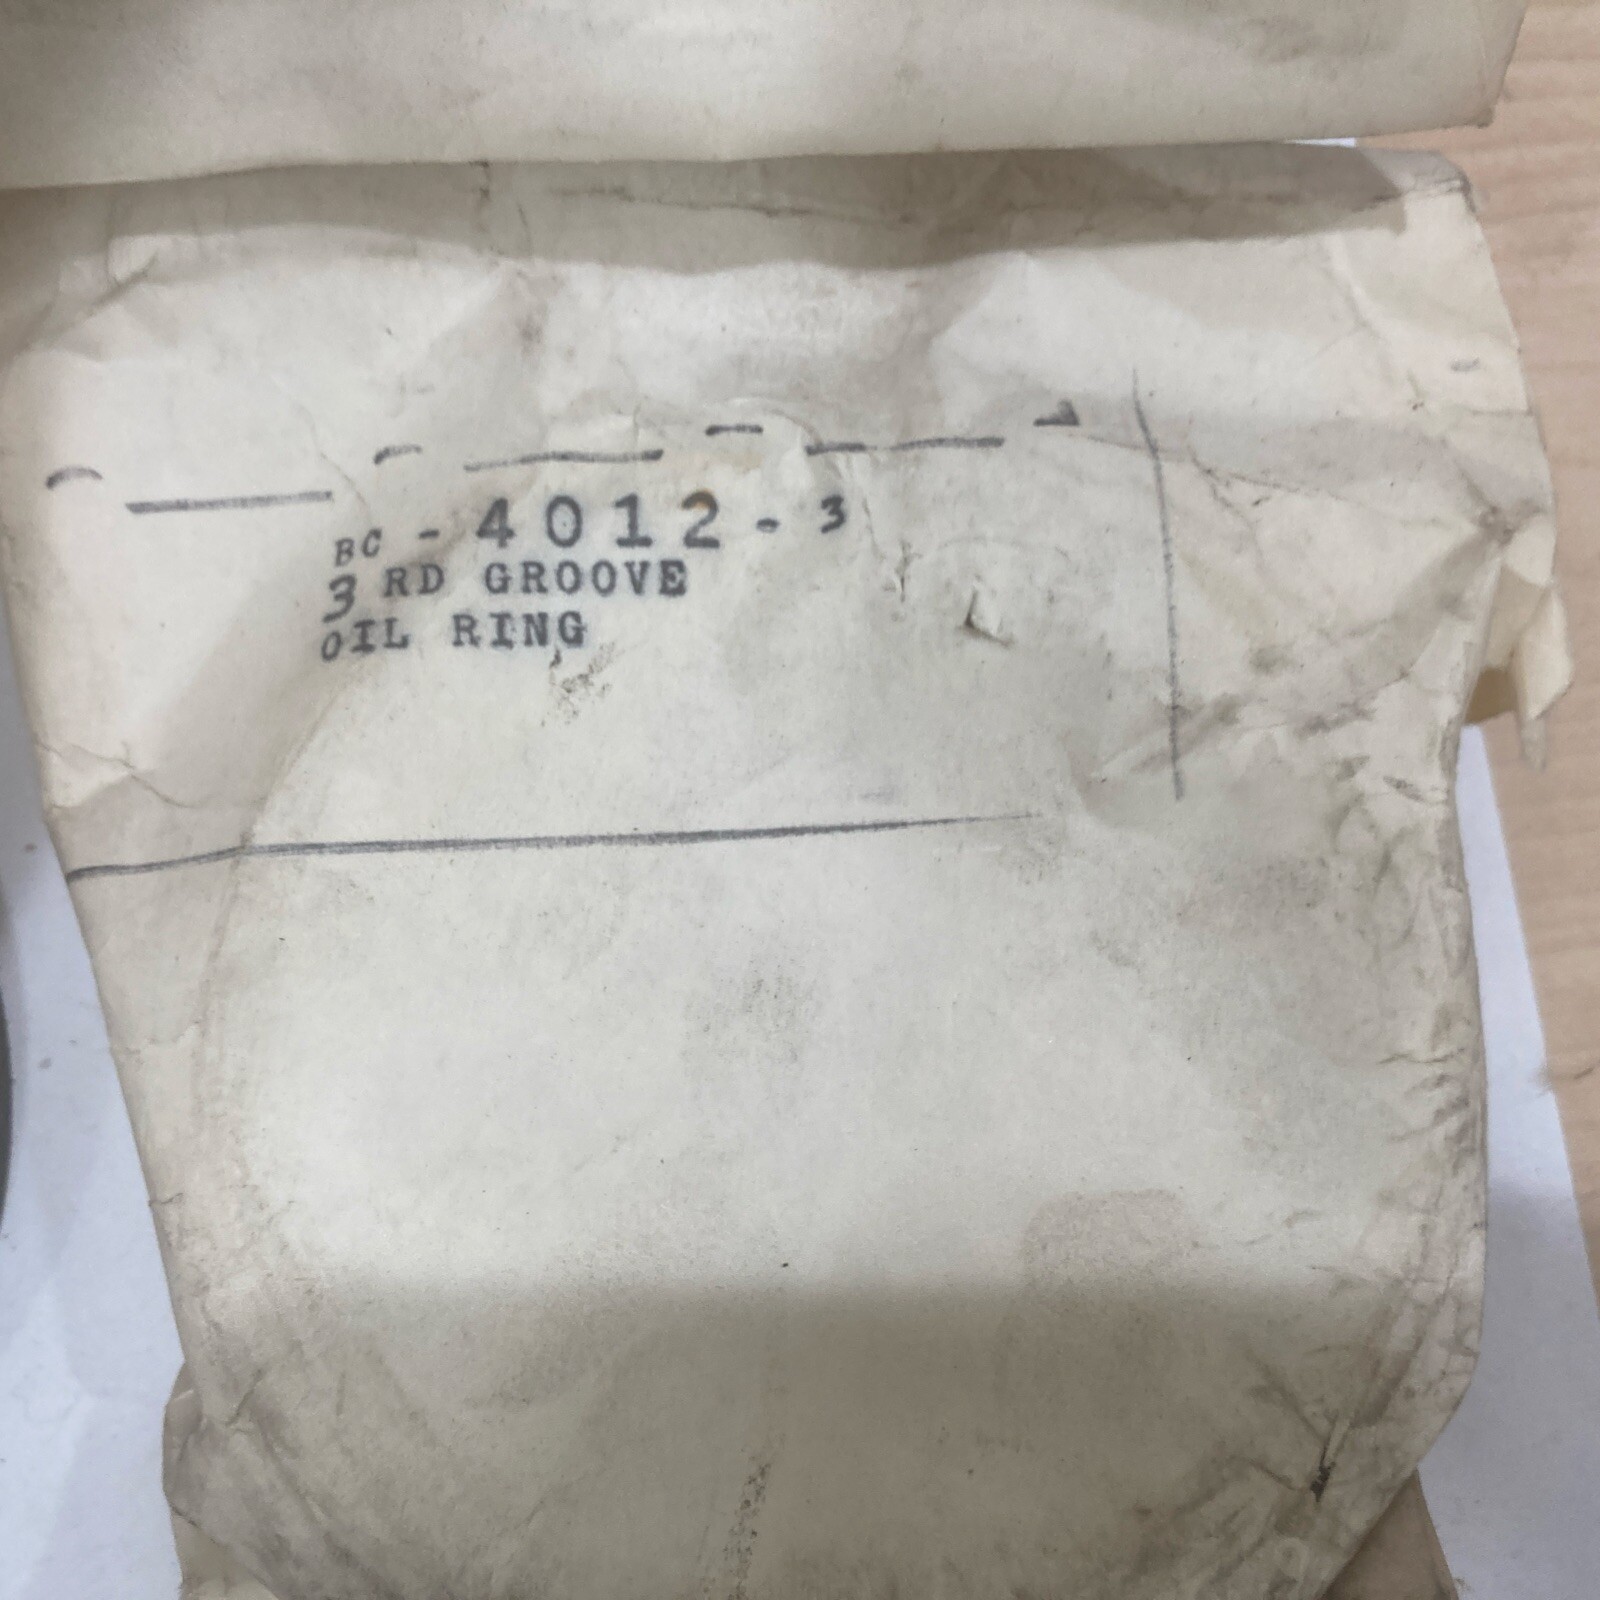 BC - 4012 - 3
3 RD GROOVE
OIL RING